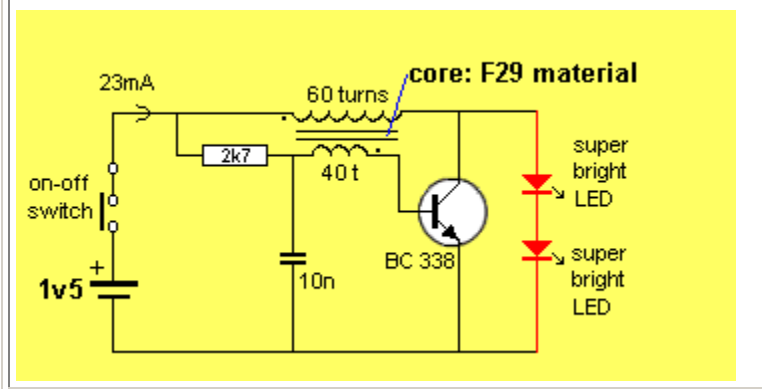 core: F29 material
23mA
60 turns
2k7
40t
on-off
switch
+
1v5
10n
BC 338
super
bright
LED
super
bright
LED